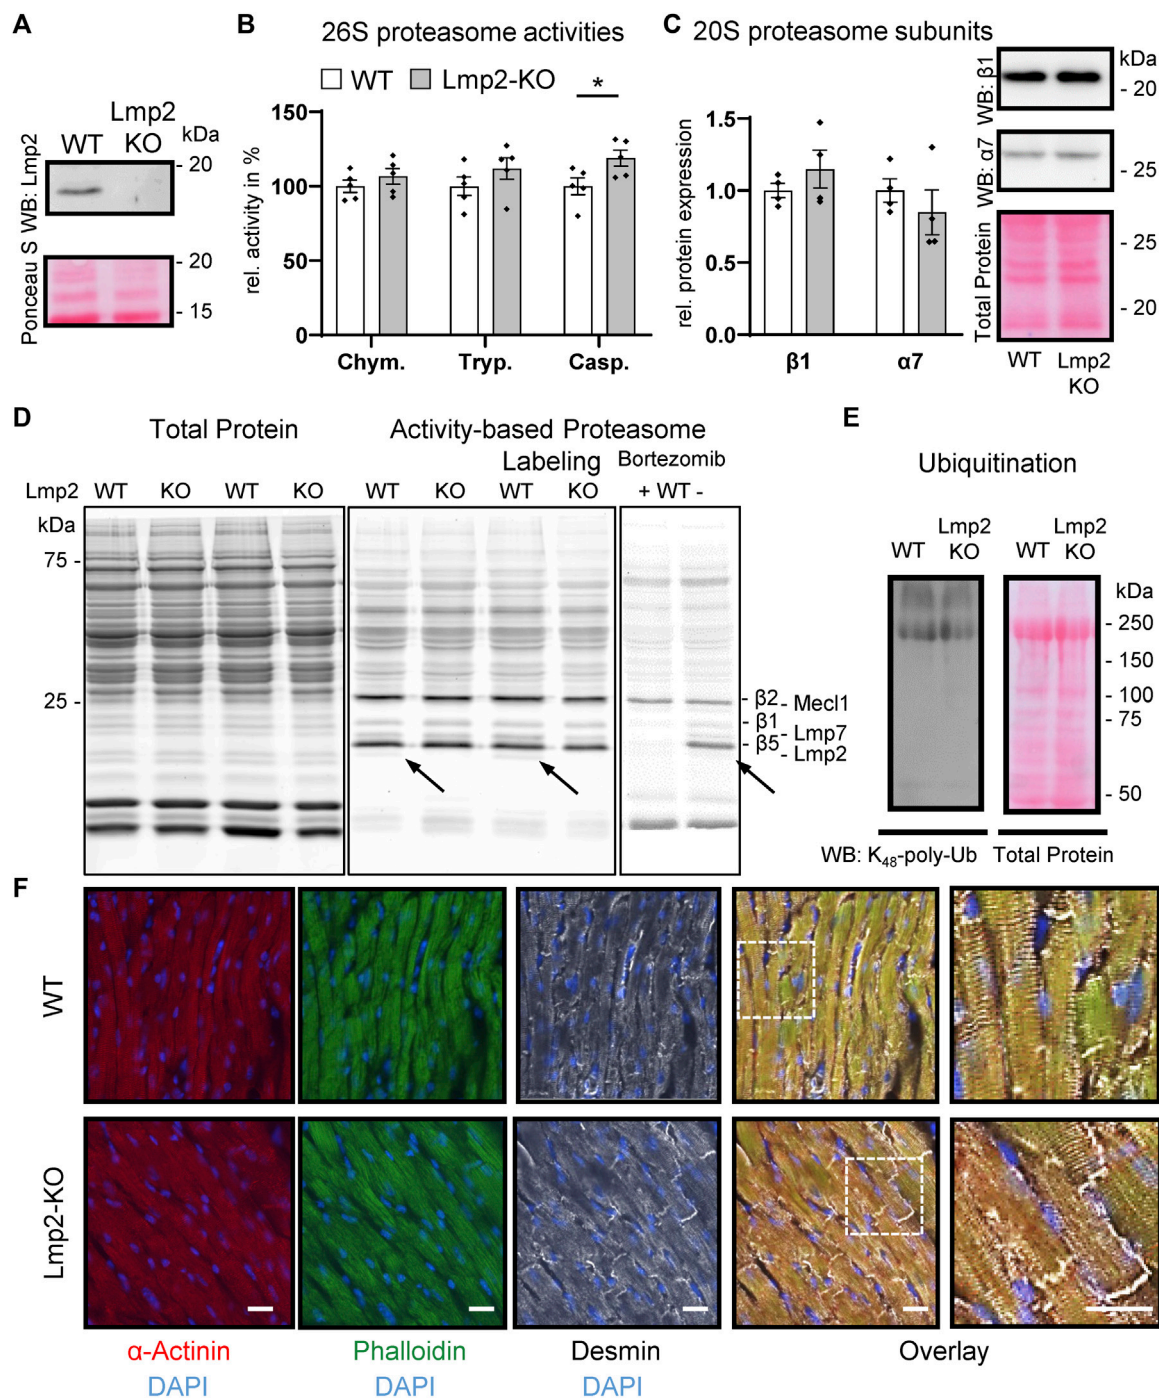 A
WT
Lmp2
KO
kDa
WB: Lmp2
- 20
Ponceau S
- 20
- 15
B
26S proteasome activities
WT
Lmp2-KO
*
rel. activity in %
150
100
50
0
Chym.
Tryp.
Casp.
C
20S proteasome subunits
rel. protein expression
1.5
1.0
0.5
0.0
β1
α7
kDa
WB: β1
- 20
WB: α7
- 25
Total Protein
- 25
- 20
WT
Lmp2
KO
D
Total Protein
Activity-based Proteasome
Labeling
Bortezomib
Lmp2
WT
KO
WT
KO
WT
KO
WT
KO
+ WT -
kDa
75 -
25 -
- β2
- Mecl1
- β1
- Lmp7
- β5
- Lmp2
E
Ubiquitination
WT
Lmp2
KO
WT
Lmp2
KO
kDa
- 250
- 150
- 100
- 75
- 50
WB: K48-poly-Ub
Total Protein
F
WT
Lmp2-KO
α-Actinin
DAPI
Phalloidin
DAPI
Desmin
DAPI
Overlay